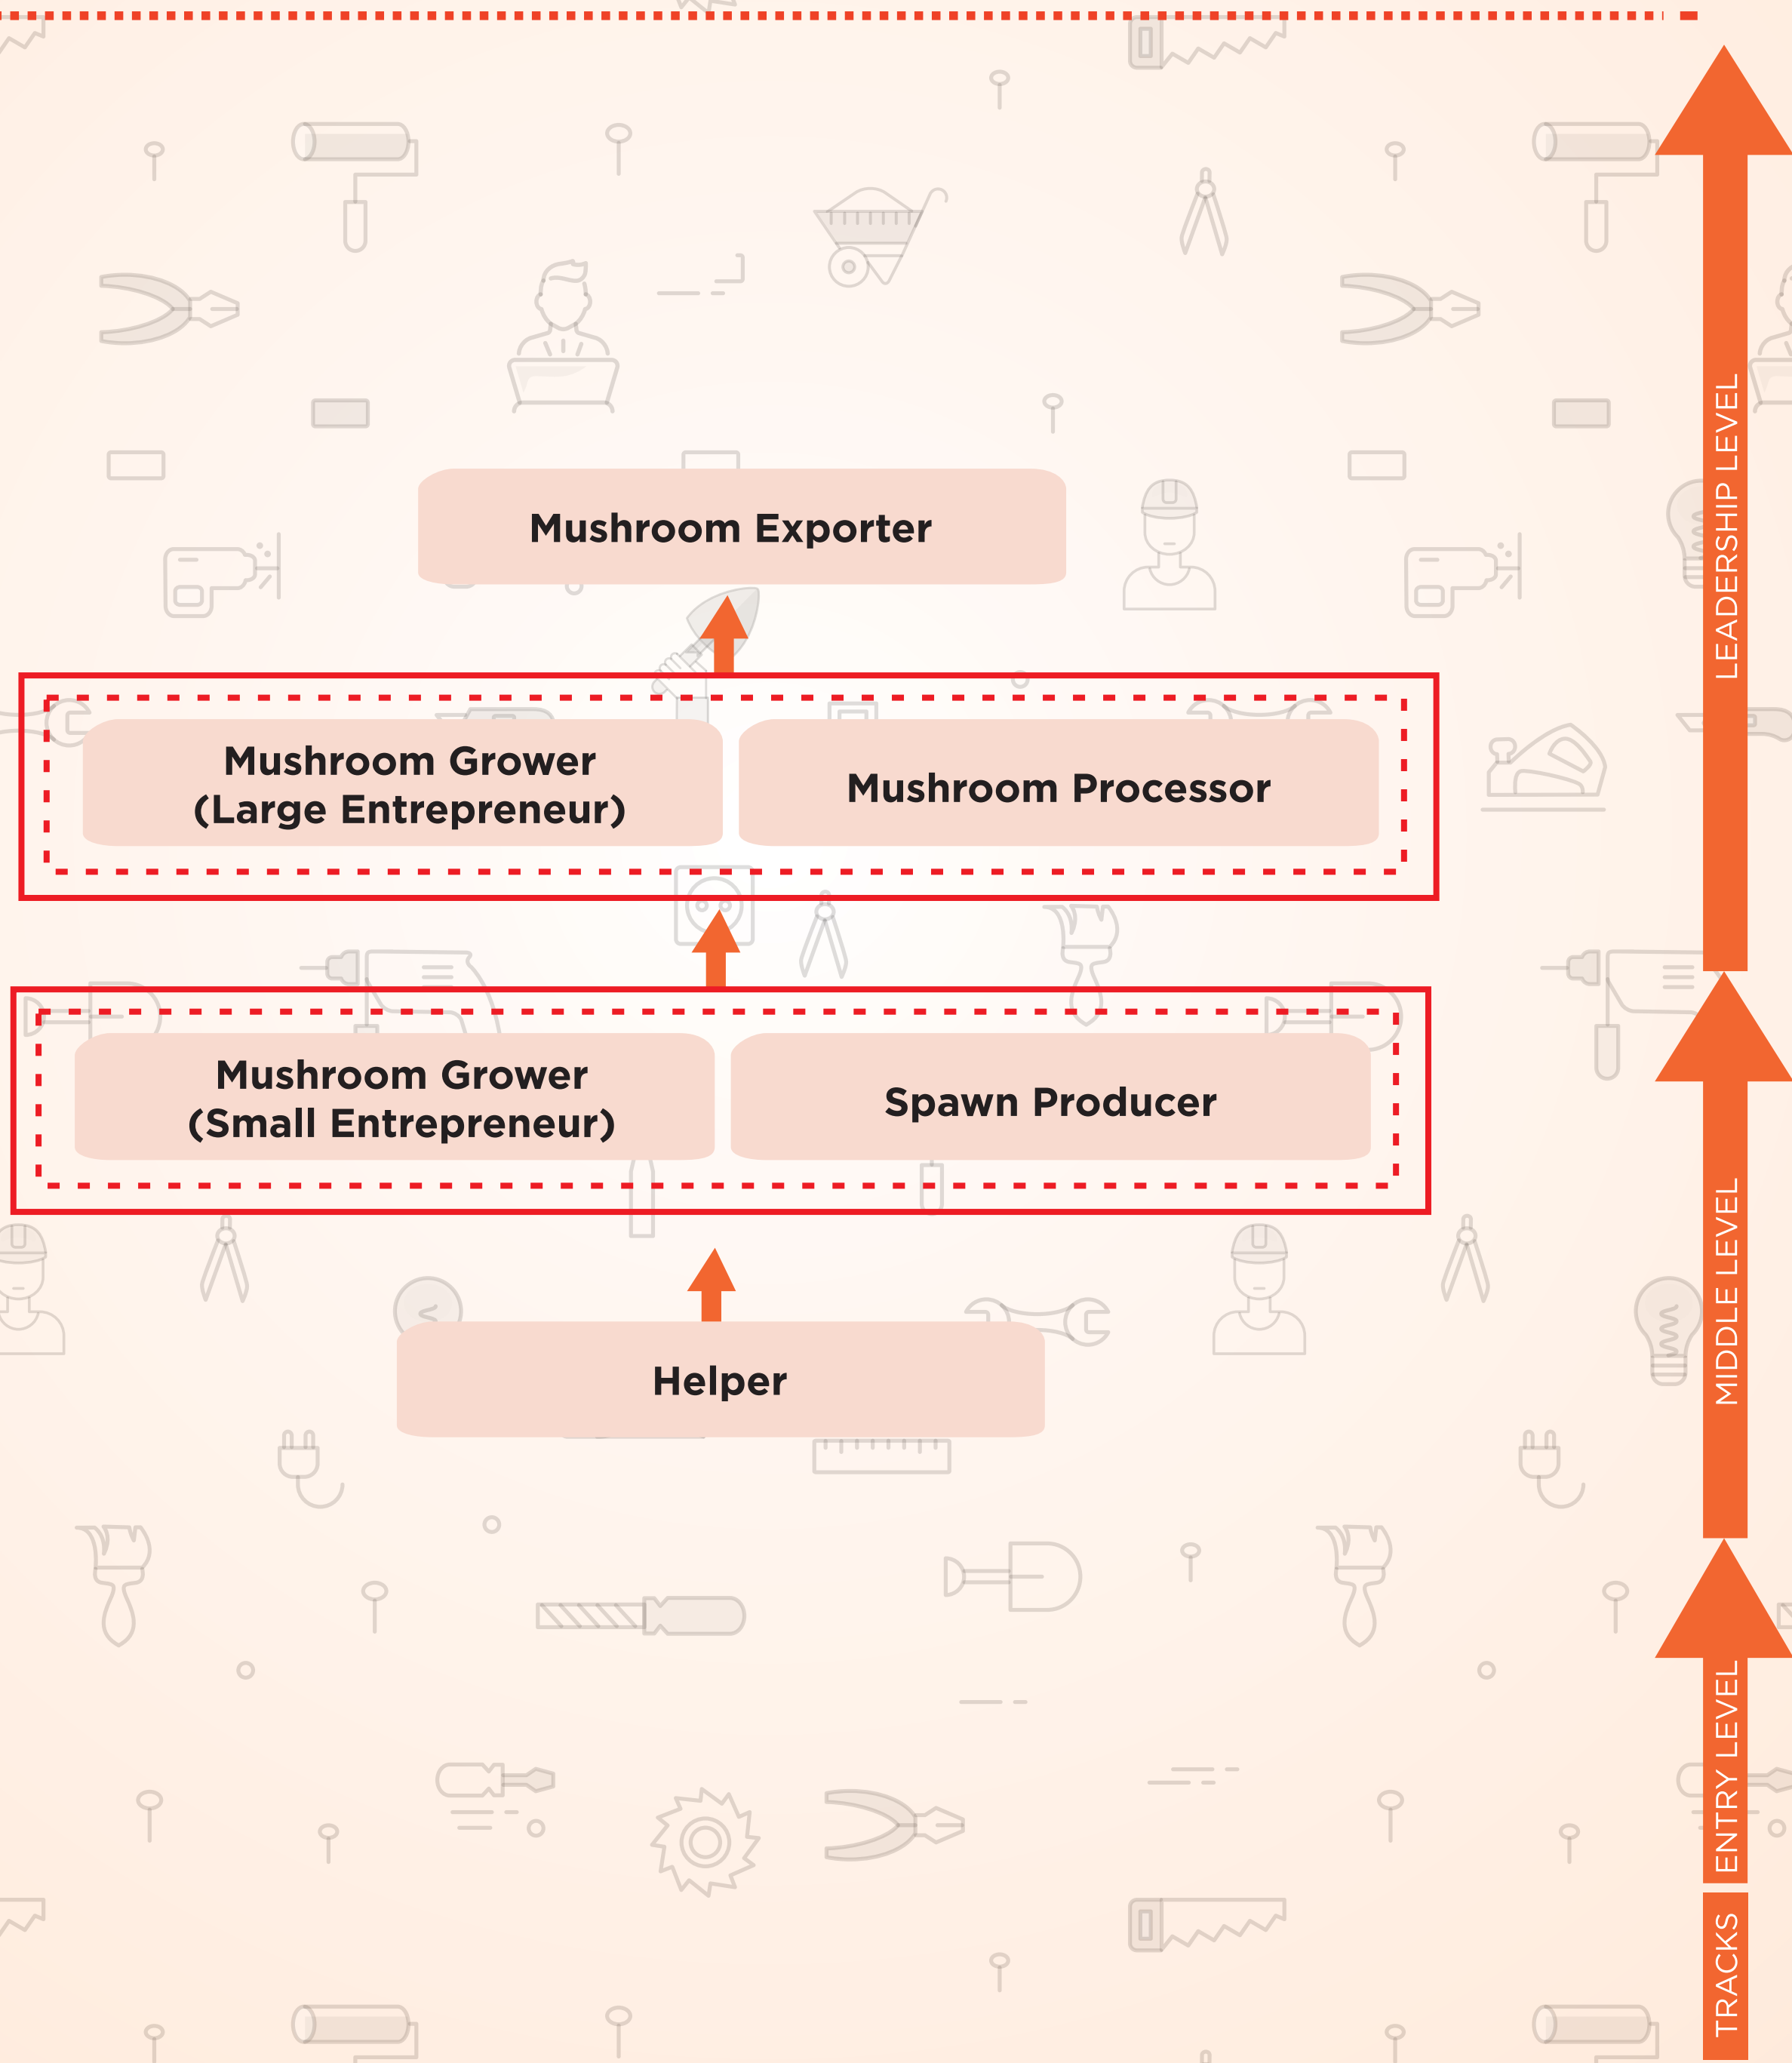 Mushroom Exporter
Mushroom Grower
(Large Entrepreneur)
Mushroom Processor
Mushroom Grower
(Small Entrepreneur)
Spawn Producer
Helper
LEADERSHIP LEVEL
MIDDLE LEVEL
ENTRY LEVEL
TRACKS